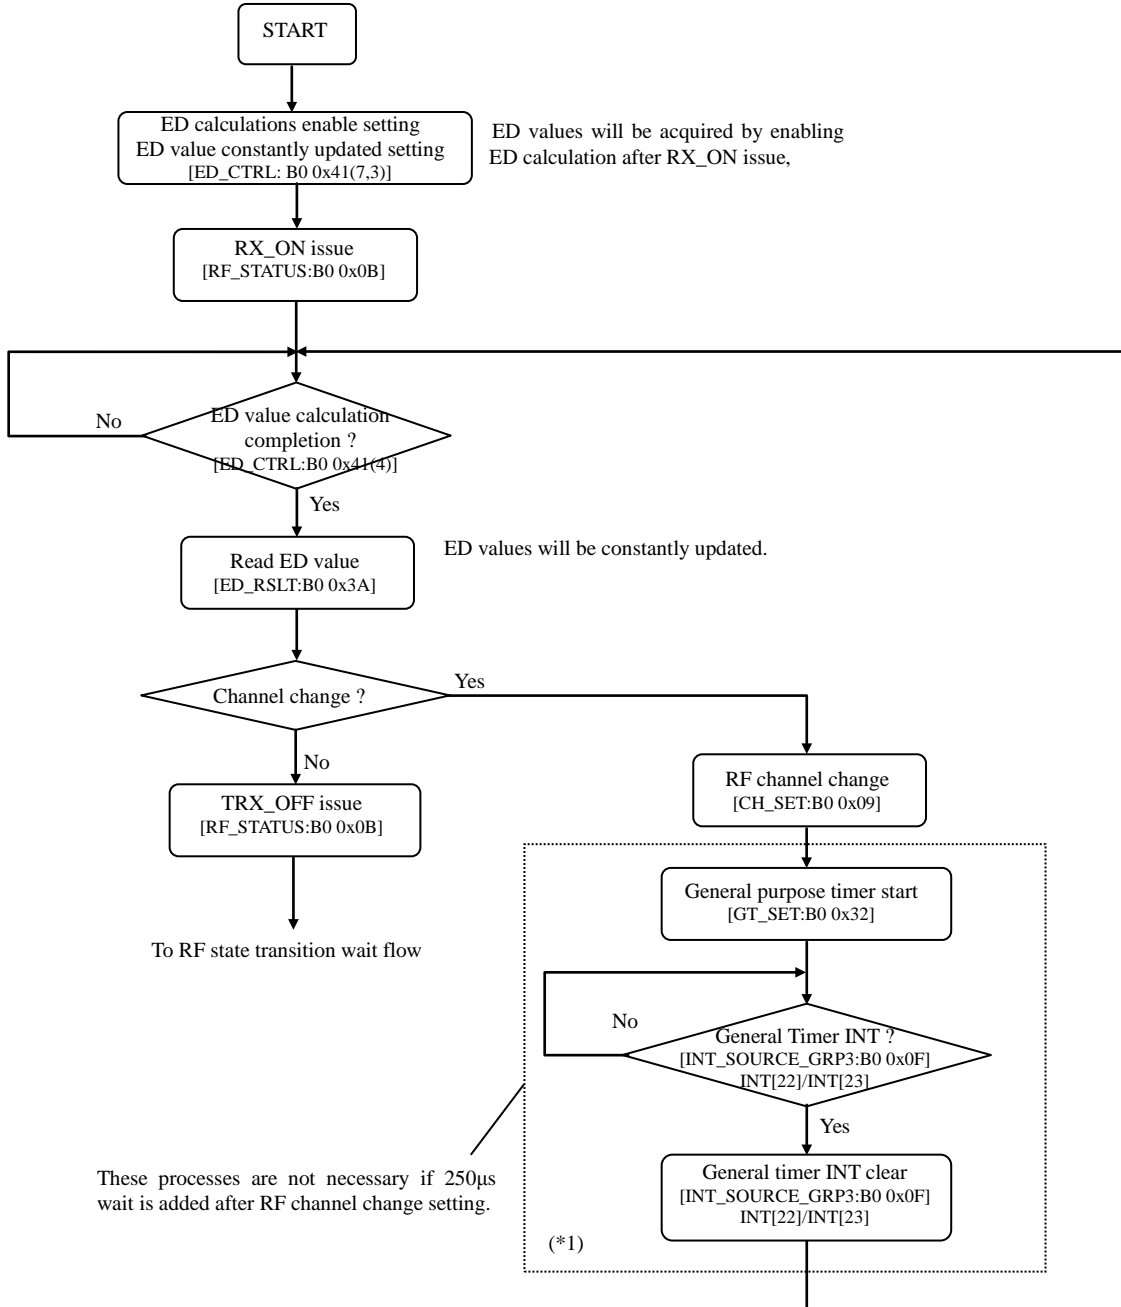 START
ED calculations enable setting
ED value constantly updated setting
[ED_CTRL: B0 0x41(7,3)]
ED values will be acquired by enabling
ED calculation after RX_ON issue,
RX_ON issue
[RF_STATUS:B0 0x0B]
No
ED value calculation
completion ?
[ED_CTRL:B0 0x41(4)]
Yes
Read ED value
[ED_RSLT:B0 0x3A]
ED values will be constantly updated.
Channel change ?
Yes
No
TRX_OFF issue
[RF_STATUS:B0 0x0B]
To RF state transition wait flow
RF channel change
[CH_SET:B0 0x09]
General purpose timer start
[GT_SET:B0 0x32]
No
General Timer INT ?
[INT_SOURCE_GRP3:B0 0x0F]
INT[22]/INT[23]
Yes
General timer INT clear
[INT_SOURCE_GRP3:B0 0x0F]
INT[22]/INT[23]
These processes are not necessary if 250μs
wait is added after RF channel change setting.
(*1)